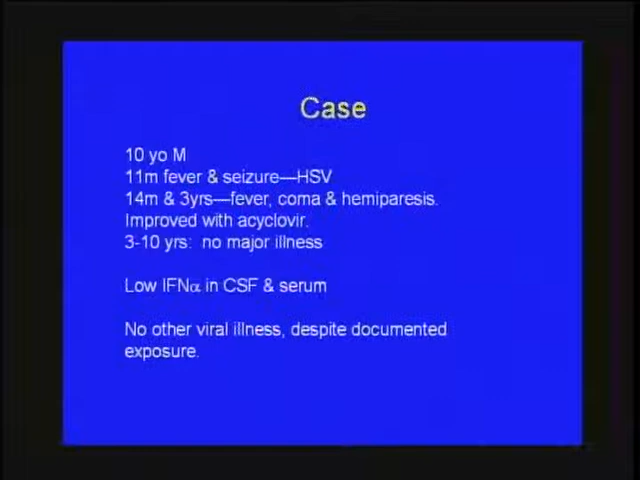 Case
10 yo M
11m fever & seizure—HSV
14m & 3yrs—fever, coma & hemiparesis.
Improved with acyclovir.
3-10 yrs:  no major illness
Low IFNα in CSF & serum
No other viral illness, despite documented
exposure.